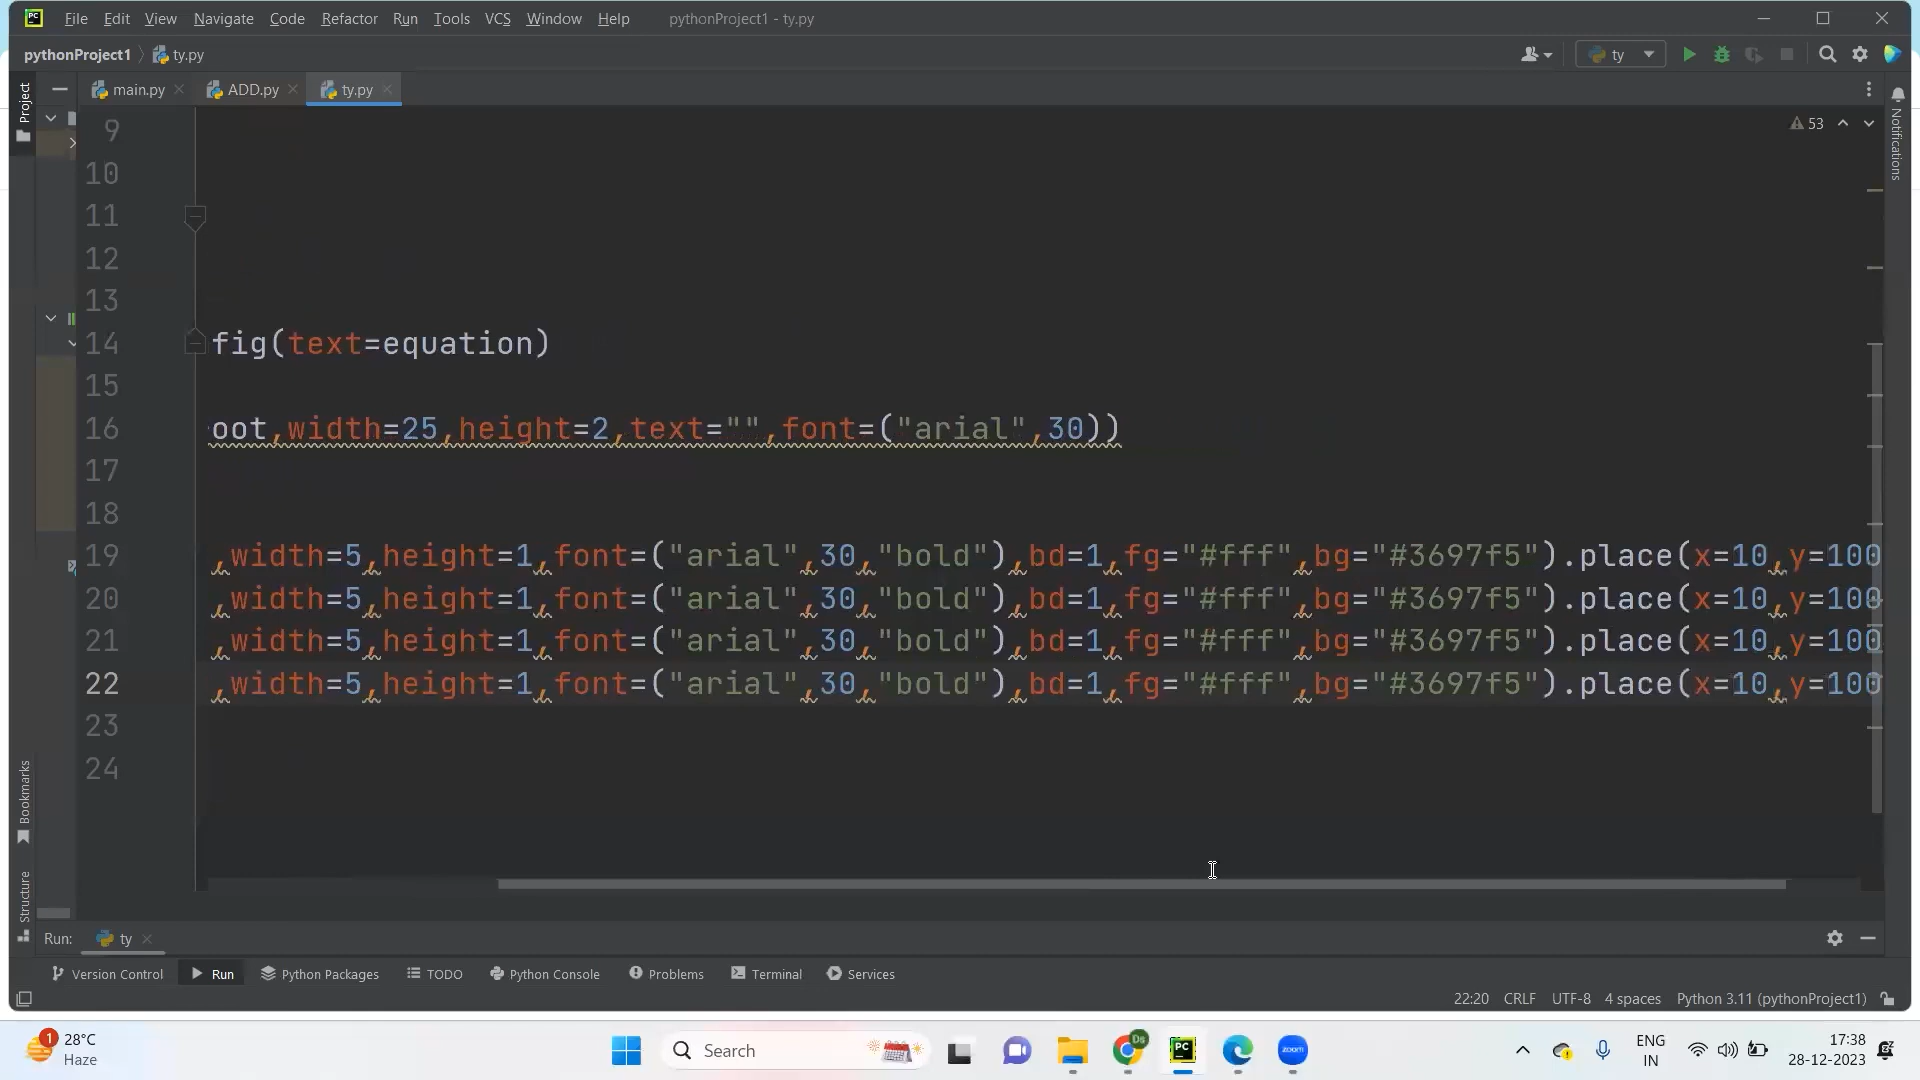 File Edit View Navigate Code Refactor Run Tools VCS Window Help pythonProject1 - ty.py
pythonProject1 ty.py ty
Project main.py ADD.py ty.py
Notifications
9 53
10
11
12
13
14 fig(text=equation)
15
16 oot,width=25,height=2,text="",font=("arial",30))
17
18
19 ,width=5,height=1,font=("arial",30,"bold"),bd=1,fg="#fff",bg="#3697f5").place(x=10,y=100
20 ,width=5,height=1,font=("arial",30,"bold"),bd=1,fg="#fff",bg="#3697f5").place(x=10,y=100
21 ,width=5,height=1,font=("arial",30,"bold"),bd=1,fg="#fff",bg="#3697f5").place(x=10,y=100
22 ,width=5,height=1,font=("arial",30,"bold"),bd=1,fg="#fff",bg="#3697f5").place(x=10,y=100
23
24
Bookmarks
Structure
Run: ty
Version Control Run Python Packages TODO Python Console Problems Terminal Services
22:20 CRLF UTF-8 4 spaces Python 3.11 (pythonProject1)
1 28°C
Haze
Search
Ds
PC
zoom
ENG
IN
17:38
28-12-2023